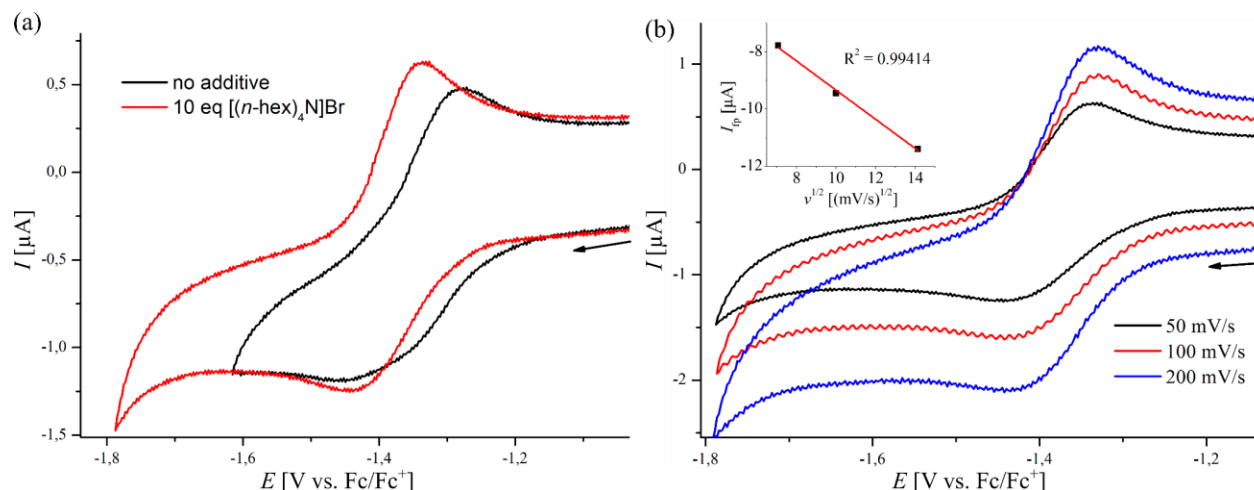 (a)
0,5
0,0
-0,5
-1,0
-1,5
I [µA]
no additive
10 eq [(n-hex)₄N]Br
-1,8
-1,6
-1,4
-1,2
E [V vs. Fc/Fc⁺]
(b)
1
0
-1
-2
I [µA]
-8
-10
-12
I_fp [µA]
R² = 0.99414
8
10
12
14
v^1/2 [(mV/s)^1/2]
50 mV/s
100 mV/s
200 mV/s
-1,8
-1,6
-1,4
-1,2
E [V vs. Fc/Fc⁺]